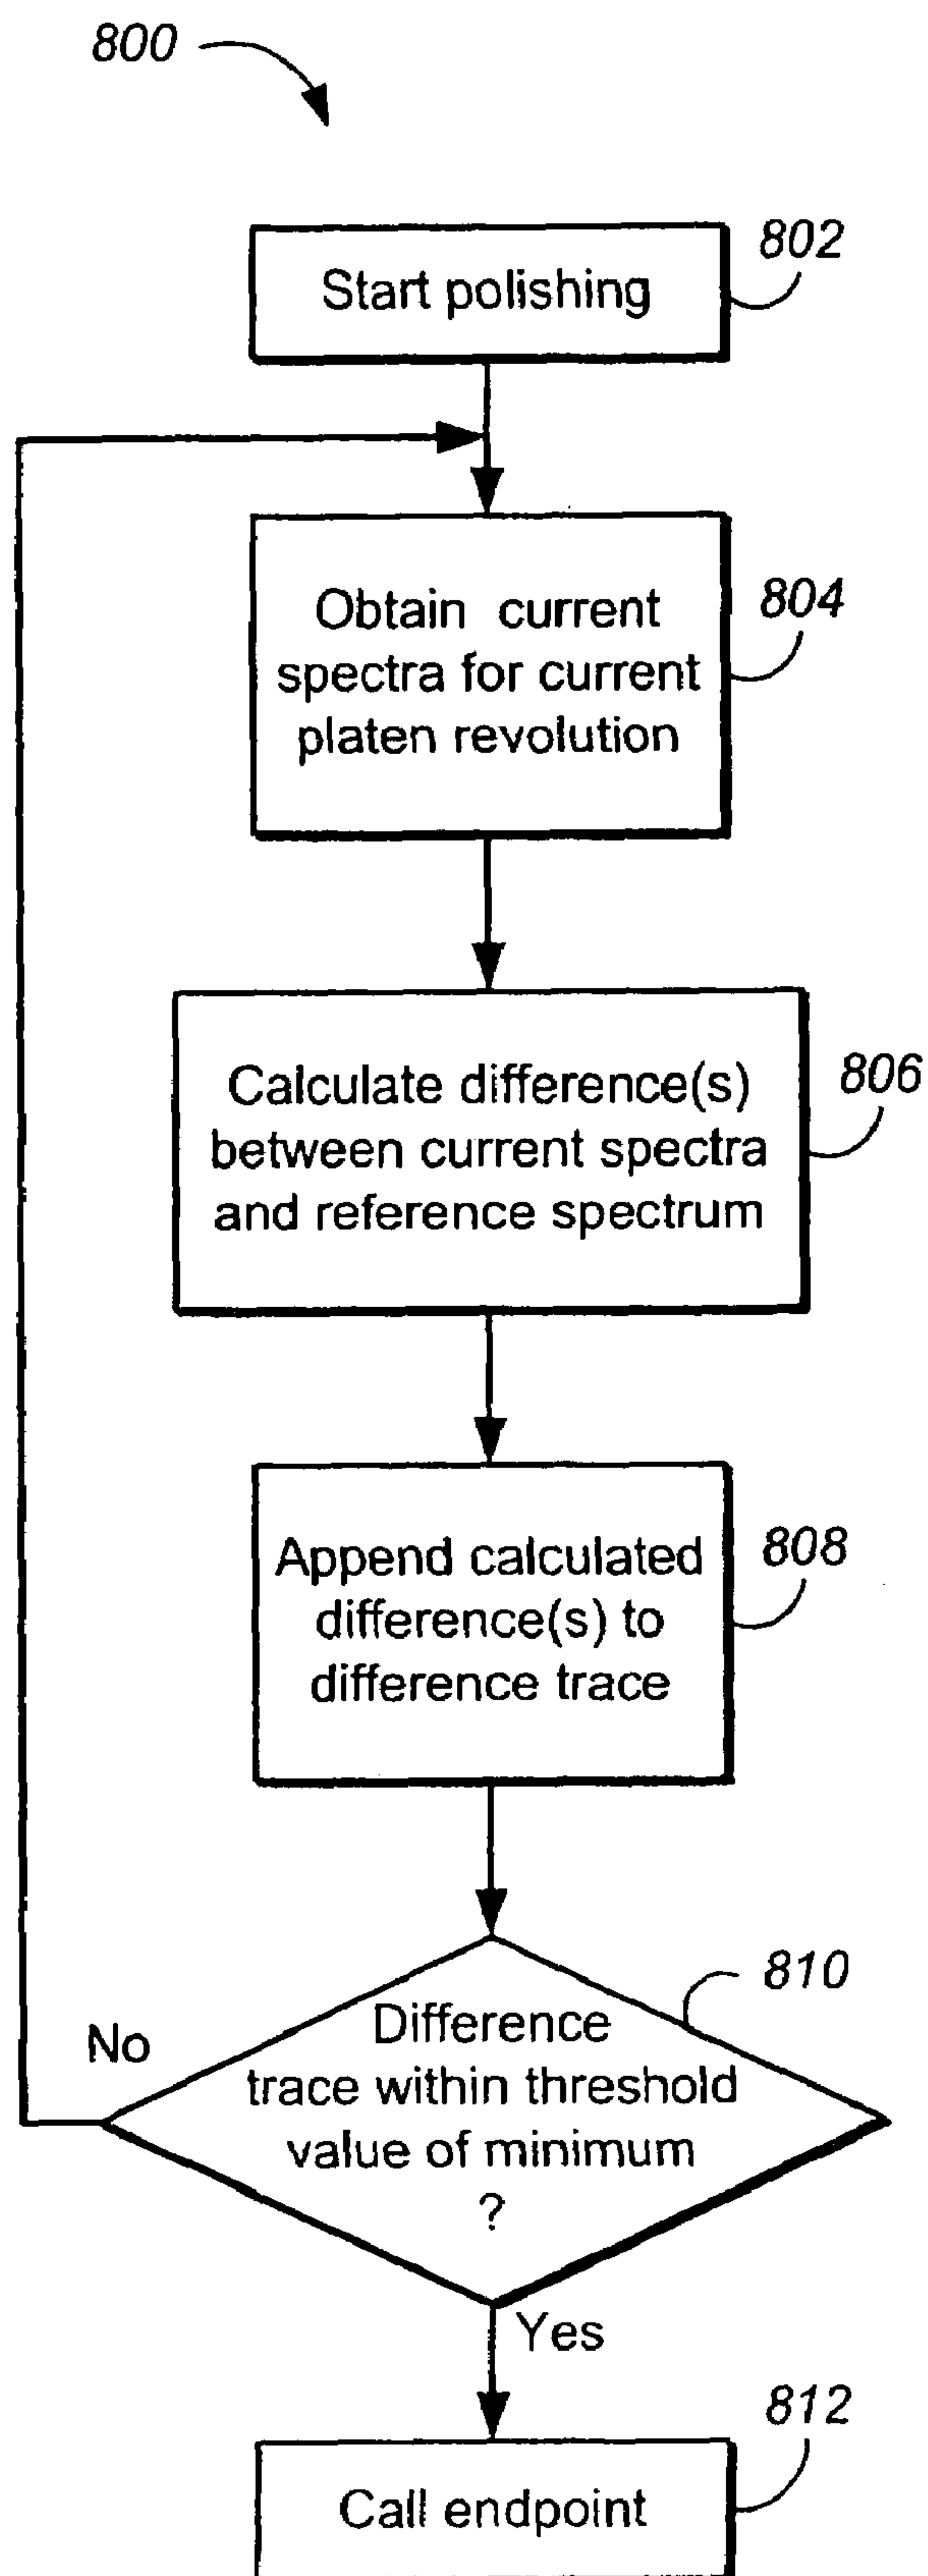 800
802
Start polishing
804
Obtain current
spectra for current
platen revolution
806
Calculate difference(s)
between current spectra
and reference spectrum
808
Append calculated
difference(s) to
difference trace
810
No
Difference
trace within threshold
value of minimum
?
Yes
812
Call endpoint